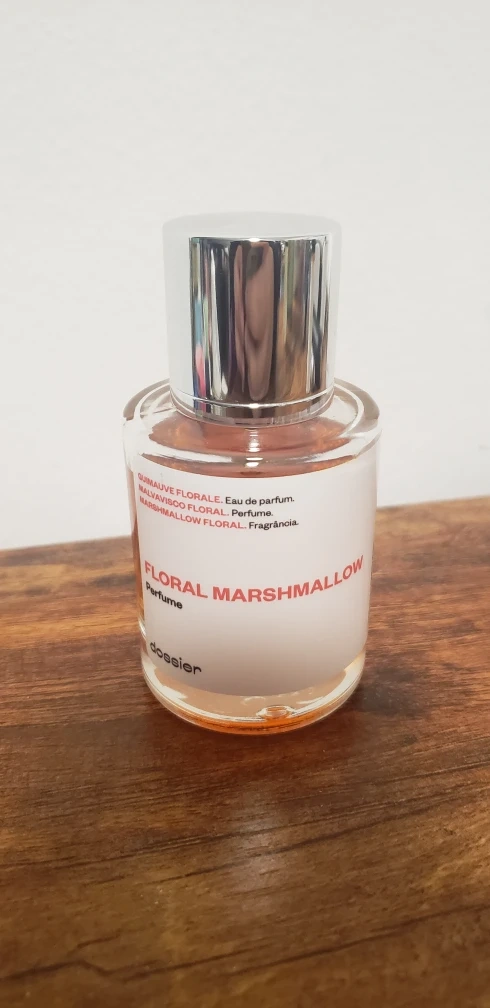 GUIMAUVE FLORALE. Eau de parfum.
MALVAVISCO FLORAL. Perfume.
MARSHMALLOW FLORAL. Fragrância.
FLORAL MARSHMALLOW
Perfume
dossier